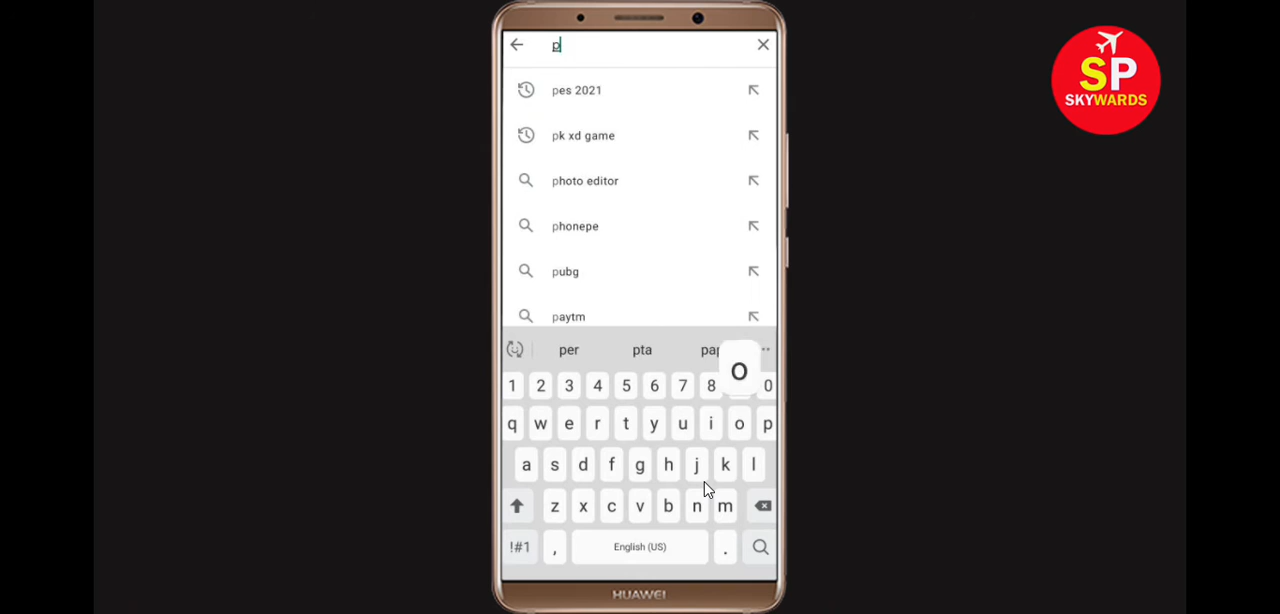 p
pes 2021
pk xd game
photo editor
phonepe
pubg
paytm
per pta
o
1 2 3 4 5 6 7 8 0
q w e r t y u i o p
a s d f g h j k l
z x c v b n m
!#1 , English (US) .
HUAWEI
SP
SKYWARDS